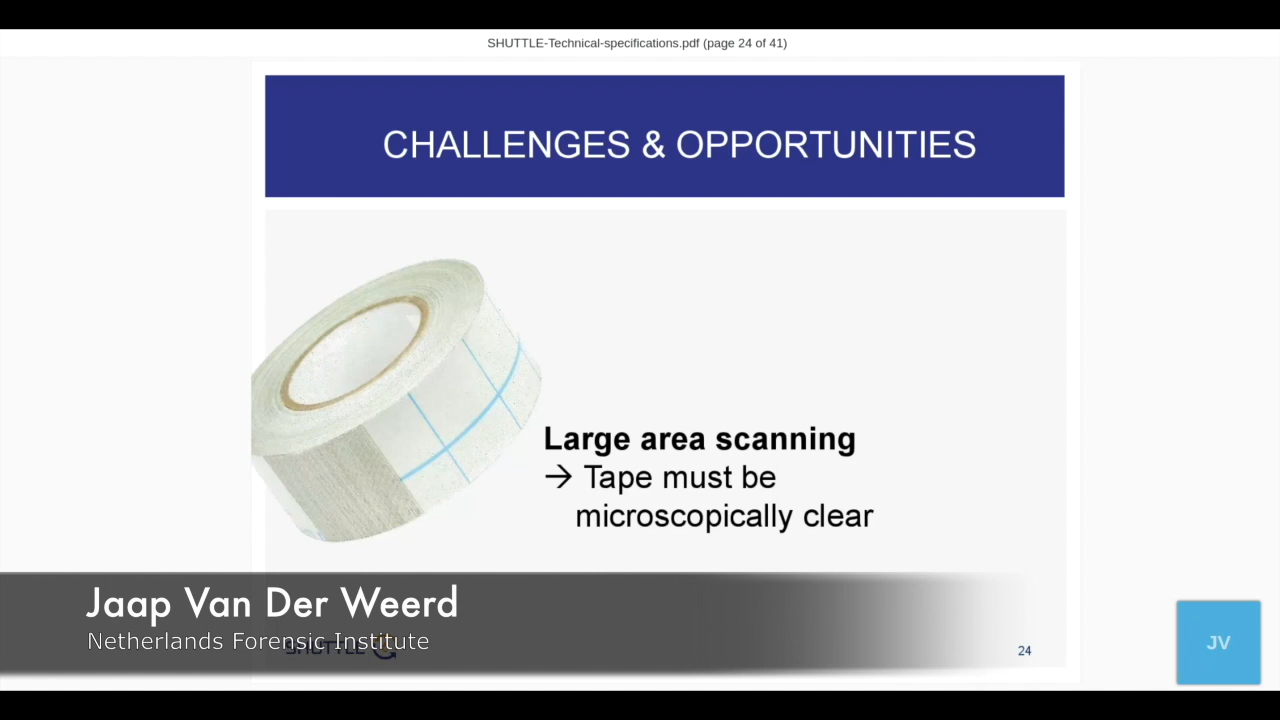 SHUTTLE-Technical-specifications.pdf (page 24 of 41)
CHALLENGES & OPPORTUNITIES
Large area scanning
→ Tape must be
microscopically clear
Jaap Van Der Weerd
Netherlands Forensic Institute
SHUTTLE
24
JV